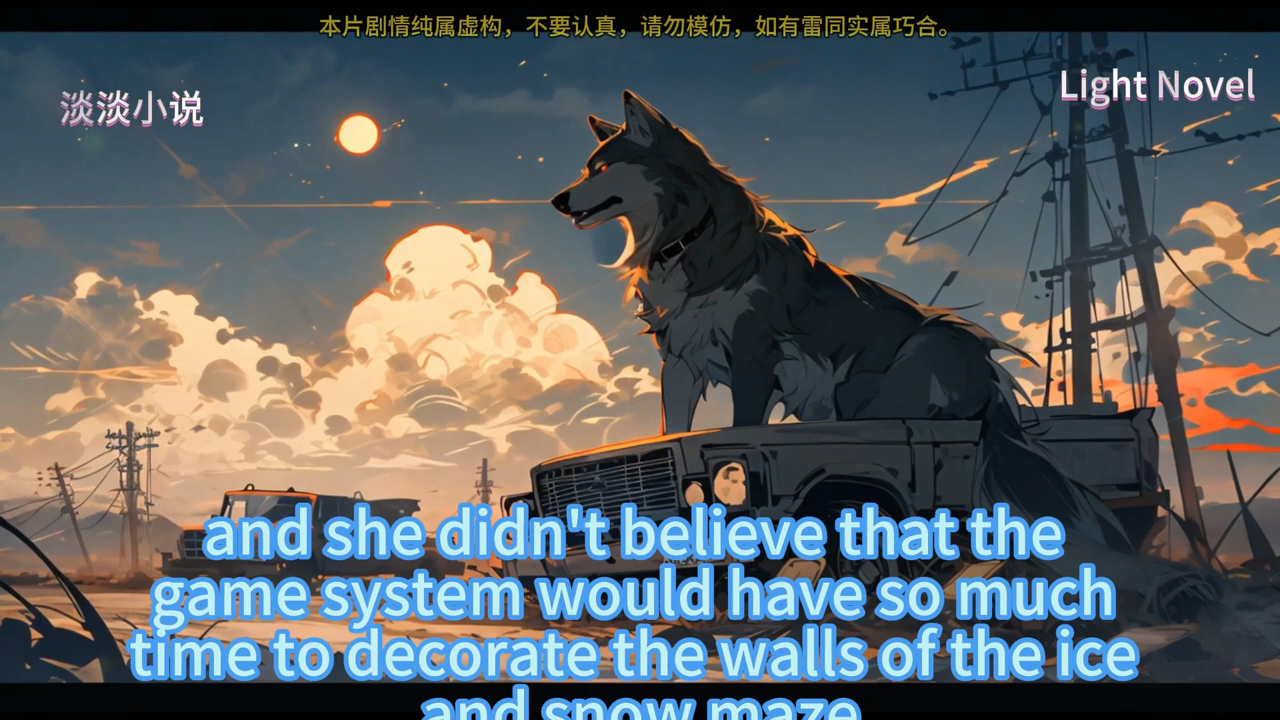 本片剧情纯属虚构，不要认真，请勿模仿，如有雷同实属巧合。
淡淡小说
Light Novel
and she didn't believe that the
game system would have so much
time to decorate the walls of the ice
and snow maze